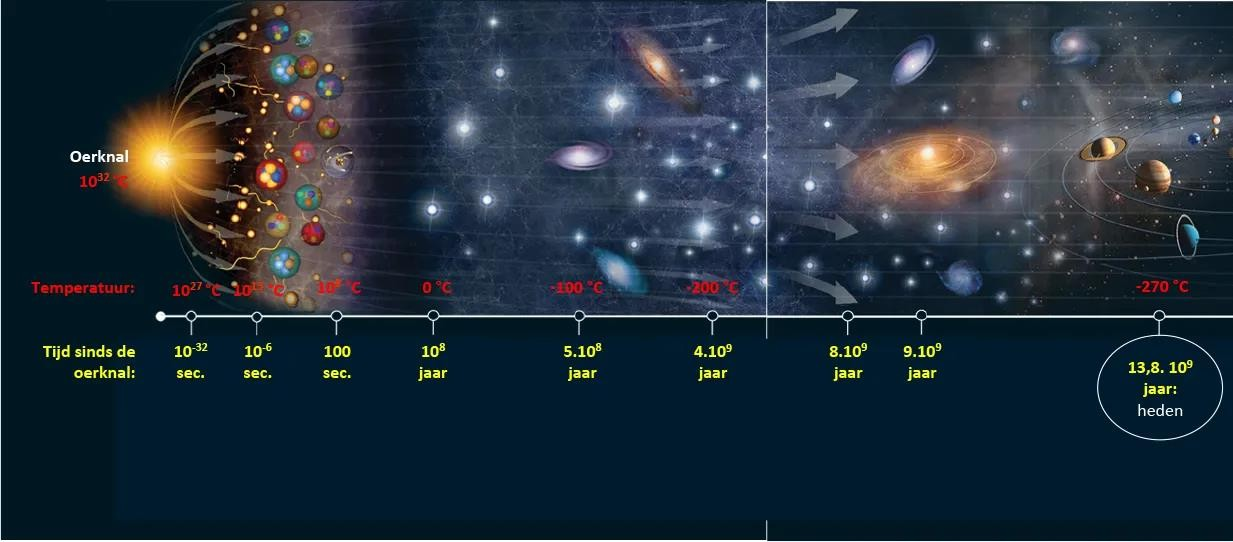 Oerknal
10³² °C
Temperatuur: 10²⁷ °C 10¹³ °C 10⁸ °C 0 °C -100 °C -200 °C -270 °C
Tijd sinds de 10⁻³² 10⁻⁶ 100 10⁸ 5.10⁸ 4.10⁹ 8.10⁹ 9.10⁹ 13,8. 10⁹
oerknal: sec. sec. sec. jaar jaar jaar jaar jaar jaar:
heden